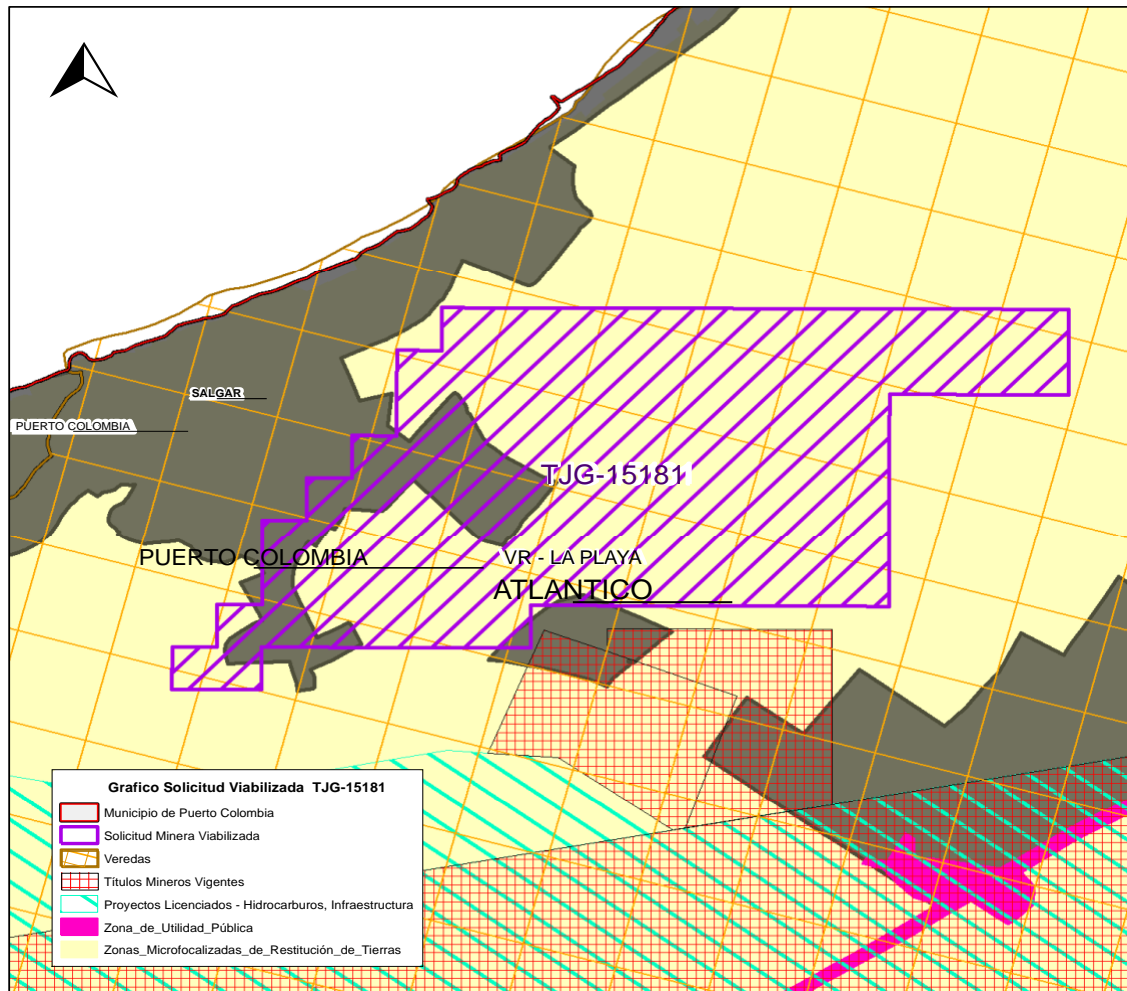 SALGAR
PUERTO COLOMBIA
TJG-15181
PUERTO COLOMBIA
VR - LA PLAYA
ATLANTICO
Grafico Solicitud Viabilizada TJG-15181
Municipio de Puerto Colombia
Solicitud Minera Viabilizada
Veredas
Títulos Mineros Vigentes
Proyectos Licenciados - Hidrocarburos, Infraestructura
Zona_de_Utilidad_Pública
Zonas_Microfocalizadas_de_Restitución_de_Tierras